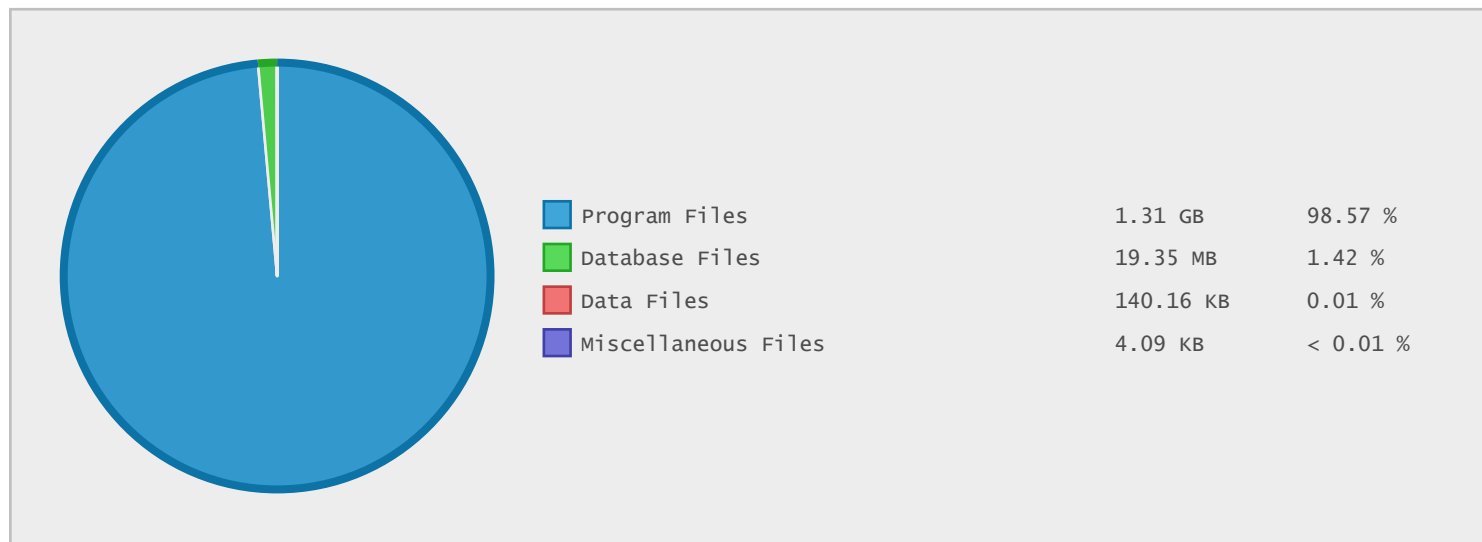 Program Files 1.31 GB 98.57 %
Database Files 19.35 MB 1.42 %
Data Files 140.16 KB 0.01 %
Miscellaneous Files 4.09 KB < 0.01 %